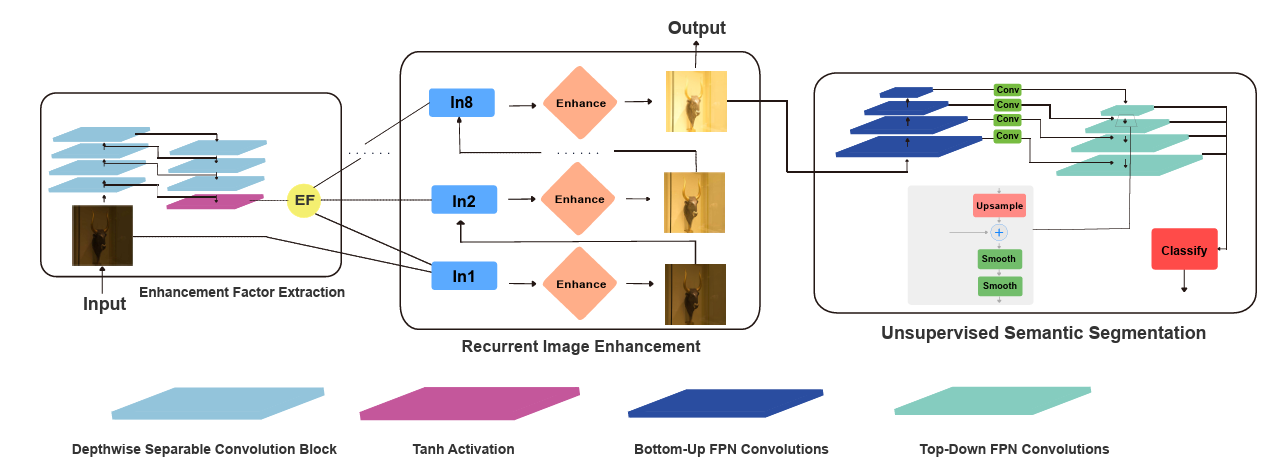 Output
In8
Enhance
In2
Enhance
In1
Enhance
EF
Input
Enhancement Factor Extraction
Recurrent Image Enhancement
Conv
Conv
Conv
Conv
Upsample
+
Smooth
Smooth
Classify
Unsupervised Semantic Segmentation
Depthwise Separable Convolution Block
Tanh Activation
Bottom-Up FPN Convolutions
Top-Down FPN Convolutions